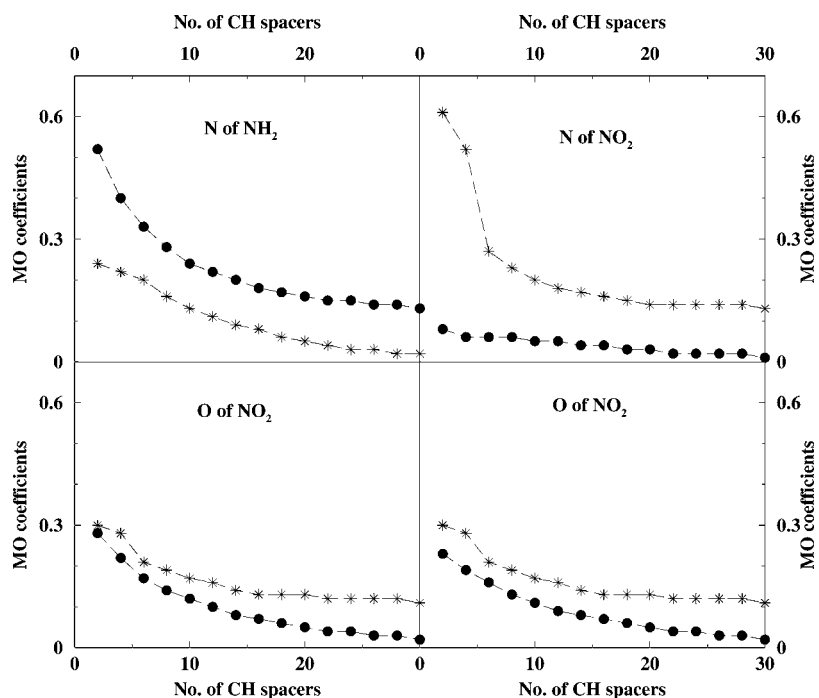 No. of CH spacers No. of CH spacers
0 10 20 0 10 20 30
0.6 N of NH2 N of NO2 0.6
MO coefficients MO coefficients
0.3 0.3
0 0
0.6 O of NO2 O of NO2 0.6
MO coefficients MO coefficients
0.3 0.3
0 0
0 10 20 0 10 20 30
No. of CH spacers No. of CH spacers